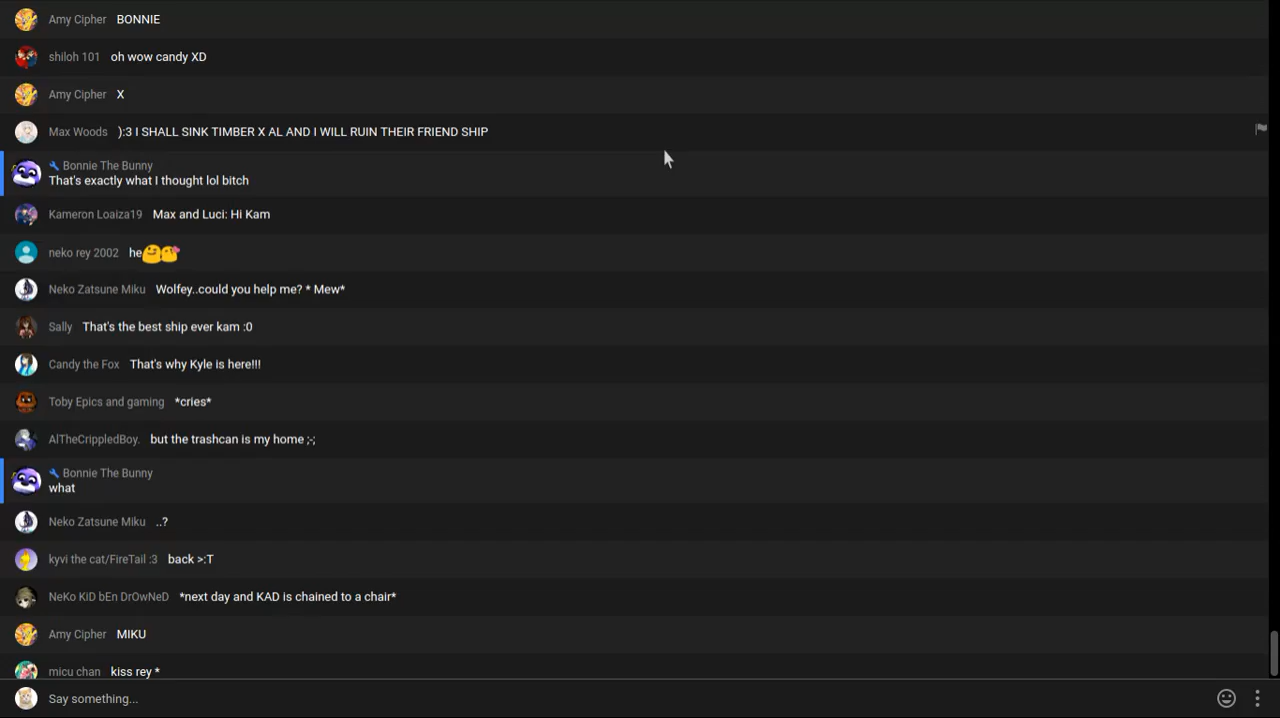 Amy Cipher BONNIE
shiloh 101 oh wow candy XD
Amy Cipher X
Max Woods ):3 I SHALL SINK TIMBER X AL AND I WILL RUIN THEIR FRIEND SHIP
Bonnie The Bunny
That's exactly what I thought lol bitch
Kameron Loaiza19 Max and Luci: Hi Kam
neko rey 2002 he
Neko Zatsune Miku Wolfey..could you help me? * Mew*
Sally That's the best ship ever kam :0
Candy the Fox That's why Kyle is here!!!
Toby Epics and gaming *cries*
AlTheCrippledBoy. but the trashcan is my home ;-;
Bonnie The Bunny
what
Neko Zatsune Miku ..?
kyvi the cat/FireTail :3 back >:T
NeKo KiD bEn DrOwNeD *next day and KAD is chained to a chair*
Amy Cipher MIKU
micu chan kiss rey *
Say something...